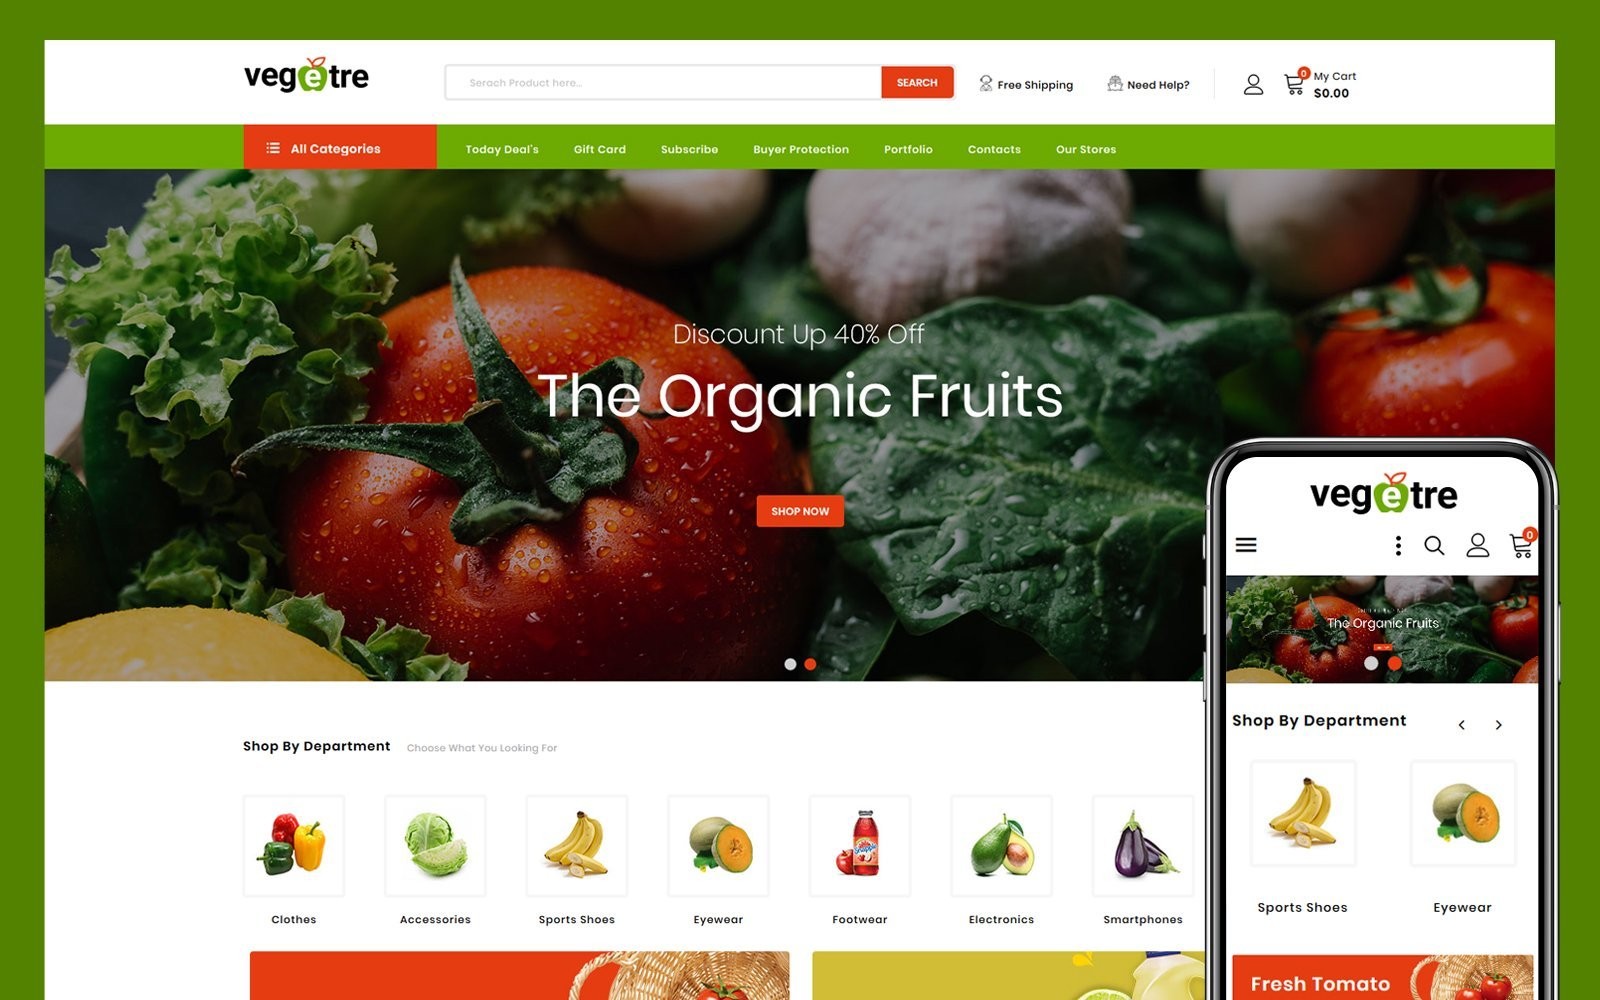 vegetre
Serach Product here...
SEARCH
Free Shipping
Need Help?
0
My Cart
$0.00
All Categories
Today Deal's
Gift Card
Subscribe
Buyer Protection
Portfolio
Contacts
Our Stores
Discount Up 40% Off
The Organic Fruits
SHOP NOW
Shop By Department
Choose What You Looking For
Clothes
Accessories
Sports Shoes
Eyewear
Snapple
Footwear
Electronics
Smartphones
vegetre
0
The Organic Fruits
Shop By Department
Sports Shoes
Eyewear
Fresh Tomato